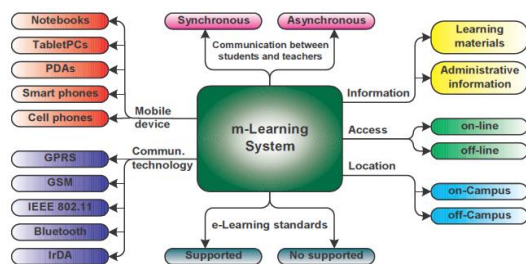 Notebooks
TabletPCs
PDAs
Smart phones
Cell phones
Mobile
device
GPRS
GSM
IEEE 802.11
Bluetooth
IrDA
Commun.
technology
Synchronous
Asynchronous
Communication between
students and teachers
m-Learning
System
e-Learning standards
Supported
No supported
Information
Learning
materials
Administrative
information
Access
on-line
off-line
Location
on-Campus
off-Campus